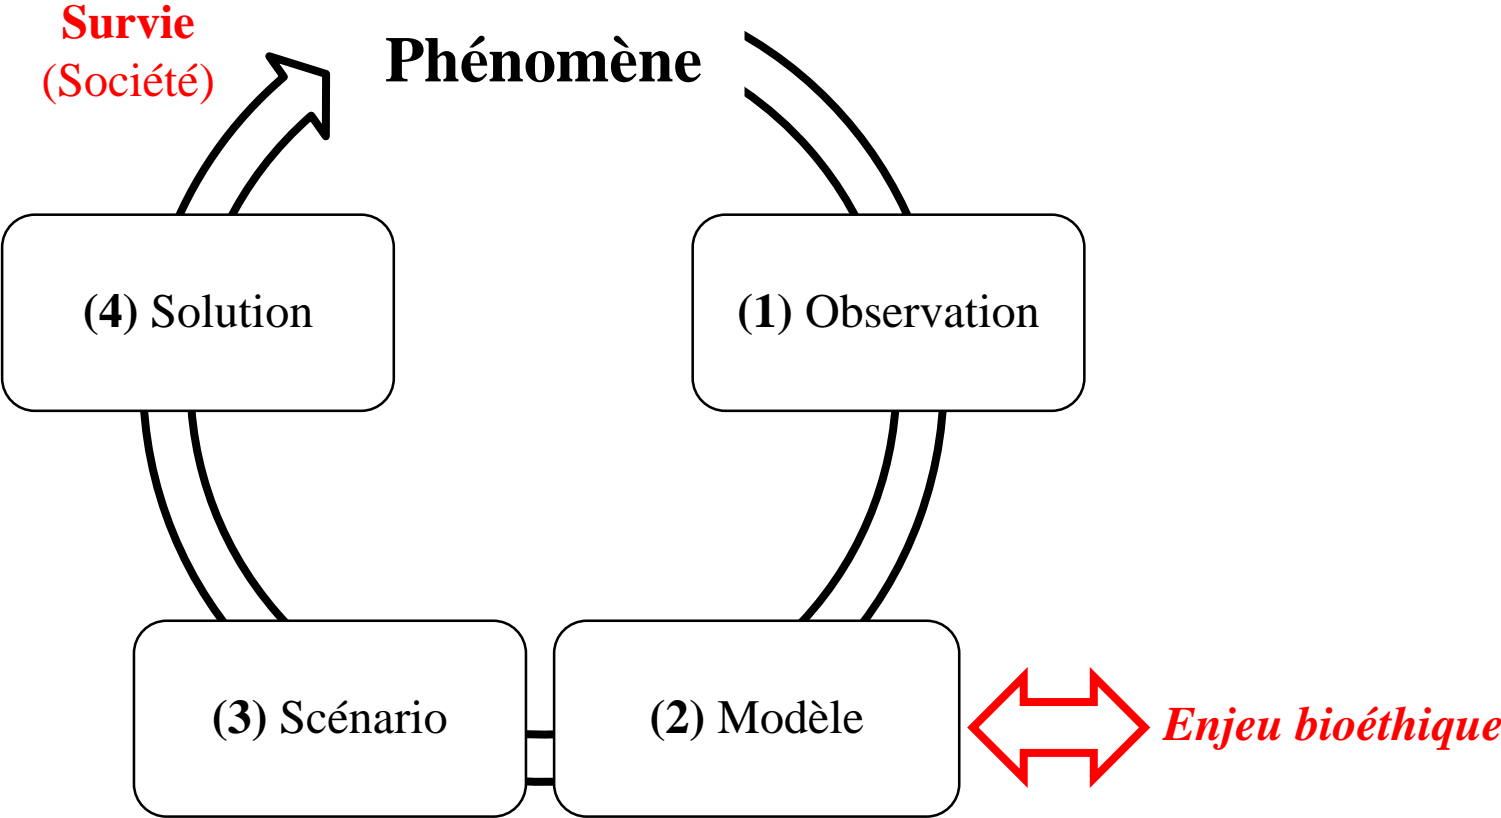 Survie
(Société)
Phénomène
(4) Solution
(1) Observation
(3) Scénario
(2) Modèle
Enjeu bioéthique